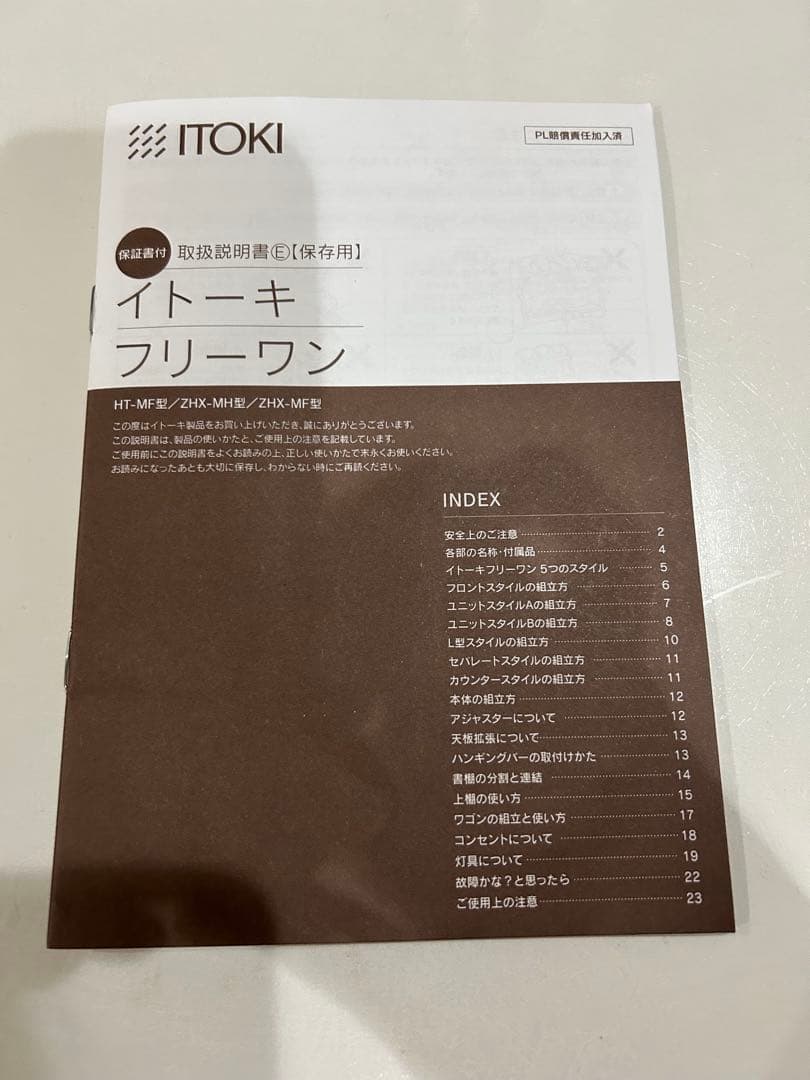 ITOKI
PL賠償責任加入済
保証書付 取扱説明書Ⓔ【保存用】
イトーキ
フリーワン
HT-MF型／ZHX-MH型／ZHX-MF型
この度はイトーキ製品をお買い上げいただき、誠にありがとうございます。
この説明書は、製品の使いかたと、ご使用上の注意を記載しています。
ご使用前にこの説明書をよくお読みの上、正しい使いかたで末永くお使いください。
お読みになったあとも大切に保存し、わからない時にご再読ください。
INDEX
安全上のご注意 2
各部の名称・付属品 4
イトーキフリーワン 5つのスタイル 5
フロントスタイルの組立方 6
ユニットスタイルAの組立方 7
ユニットスタイルBの組立方 8
L型スタイルの組立方 10
セパレートスタイルの組立方 11
カウンタースタイルの組立方 11
本体の組立方 12
アジャスターについて 12
天板拡張について 13
ハンギングバーの取付けかた 13
書棚の分割と連結 14
上棚の使い方 15
ワゴンの組立と使い方 17
コンセントについて 18
灯具について 19
故障かな？と思ったら 22
ご使用上の注意 23